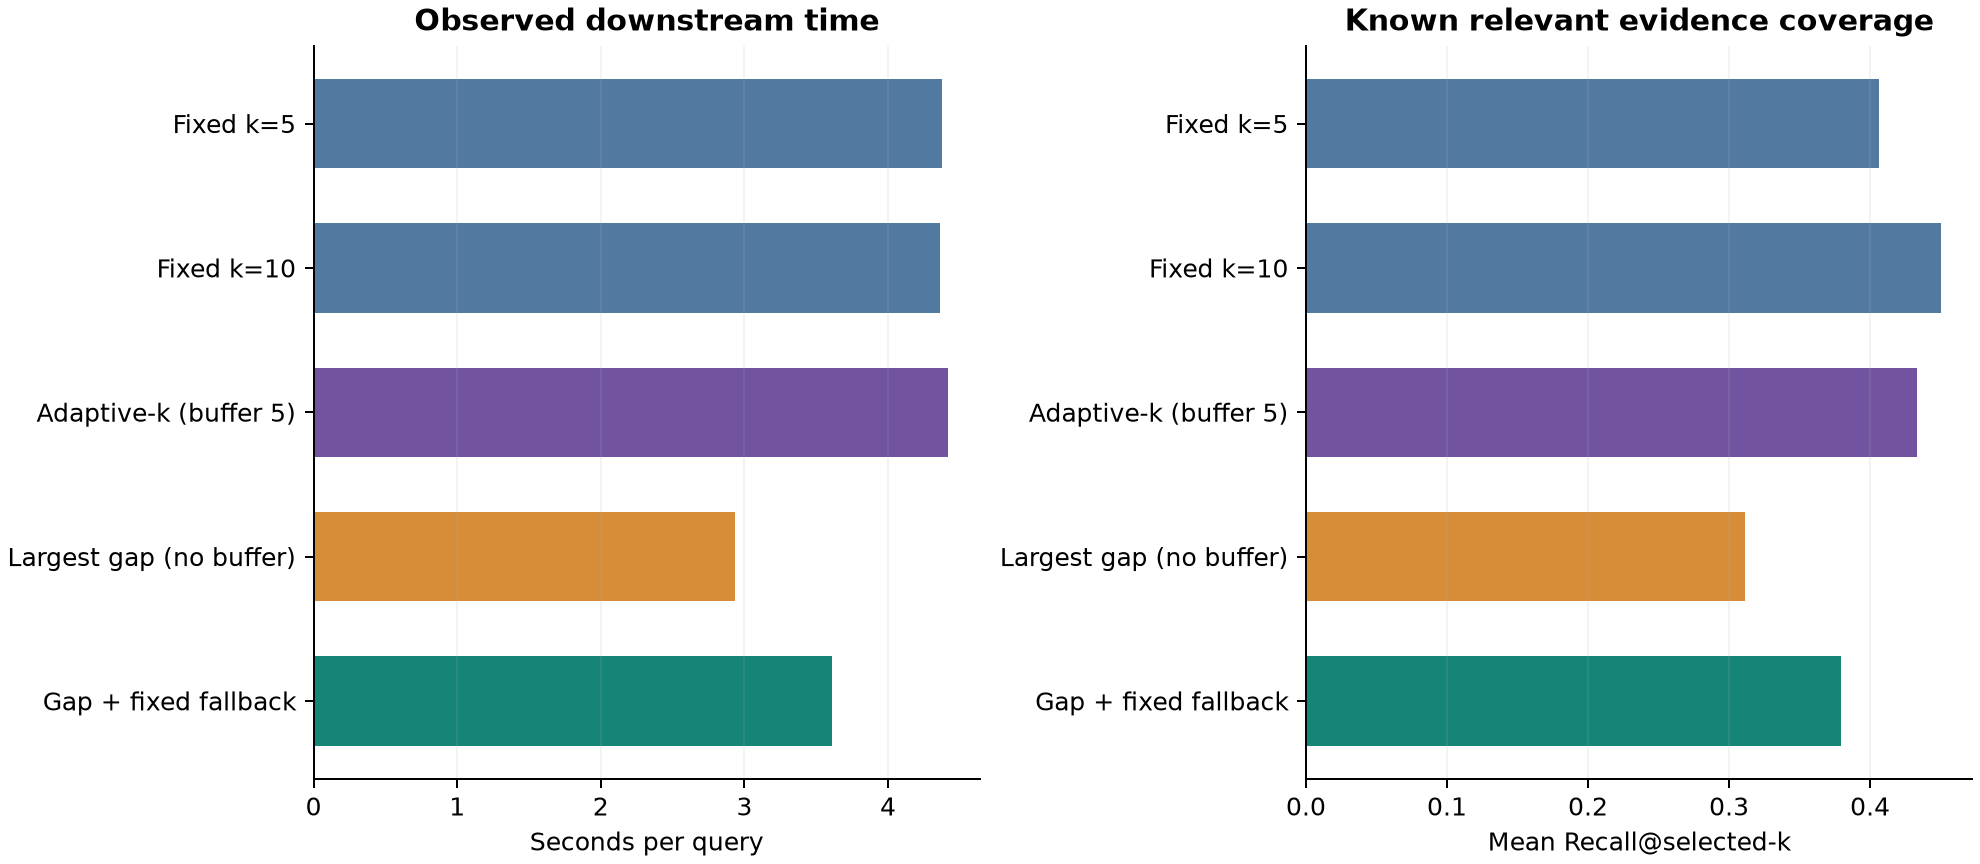 Observed downstream time
Fixed k=5
Fixed k=10
Adaptive-k (buffer 5)
Largest gap (no buffer)
Gap + fixed fallback
0 1 2 3 4
Seconds per query
Known relevant evidence coverage
Fixed k=5
Fixed k=10
Adaptive-k (buffer 5)
Largest gap (no buffer)
Gap + fixed fallback
0.0 0.1 0.2 0.3 0.4
Mean Recall@selected-k